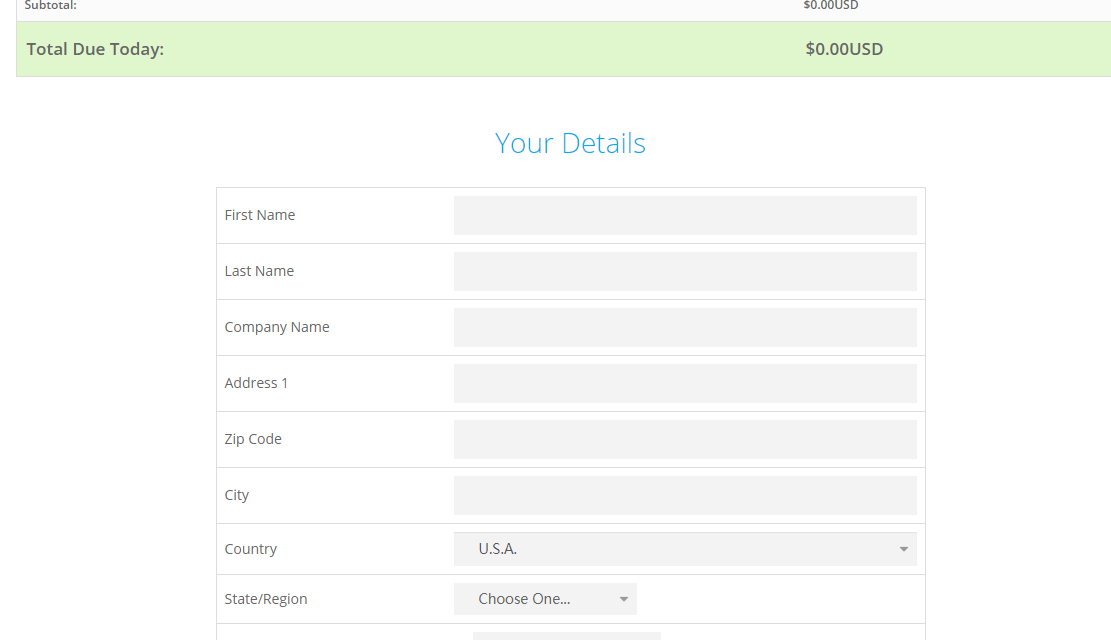 Subtotal: $0.00USD
Total Due Today: $0.00USD
Your Details
First Name
Last Name
Company Name
Address 1
Zip Code
City
Country U.S.A.
State/Region Choose One...